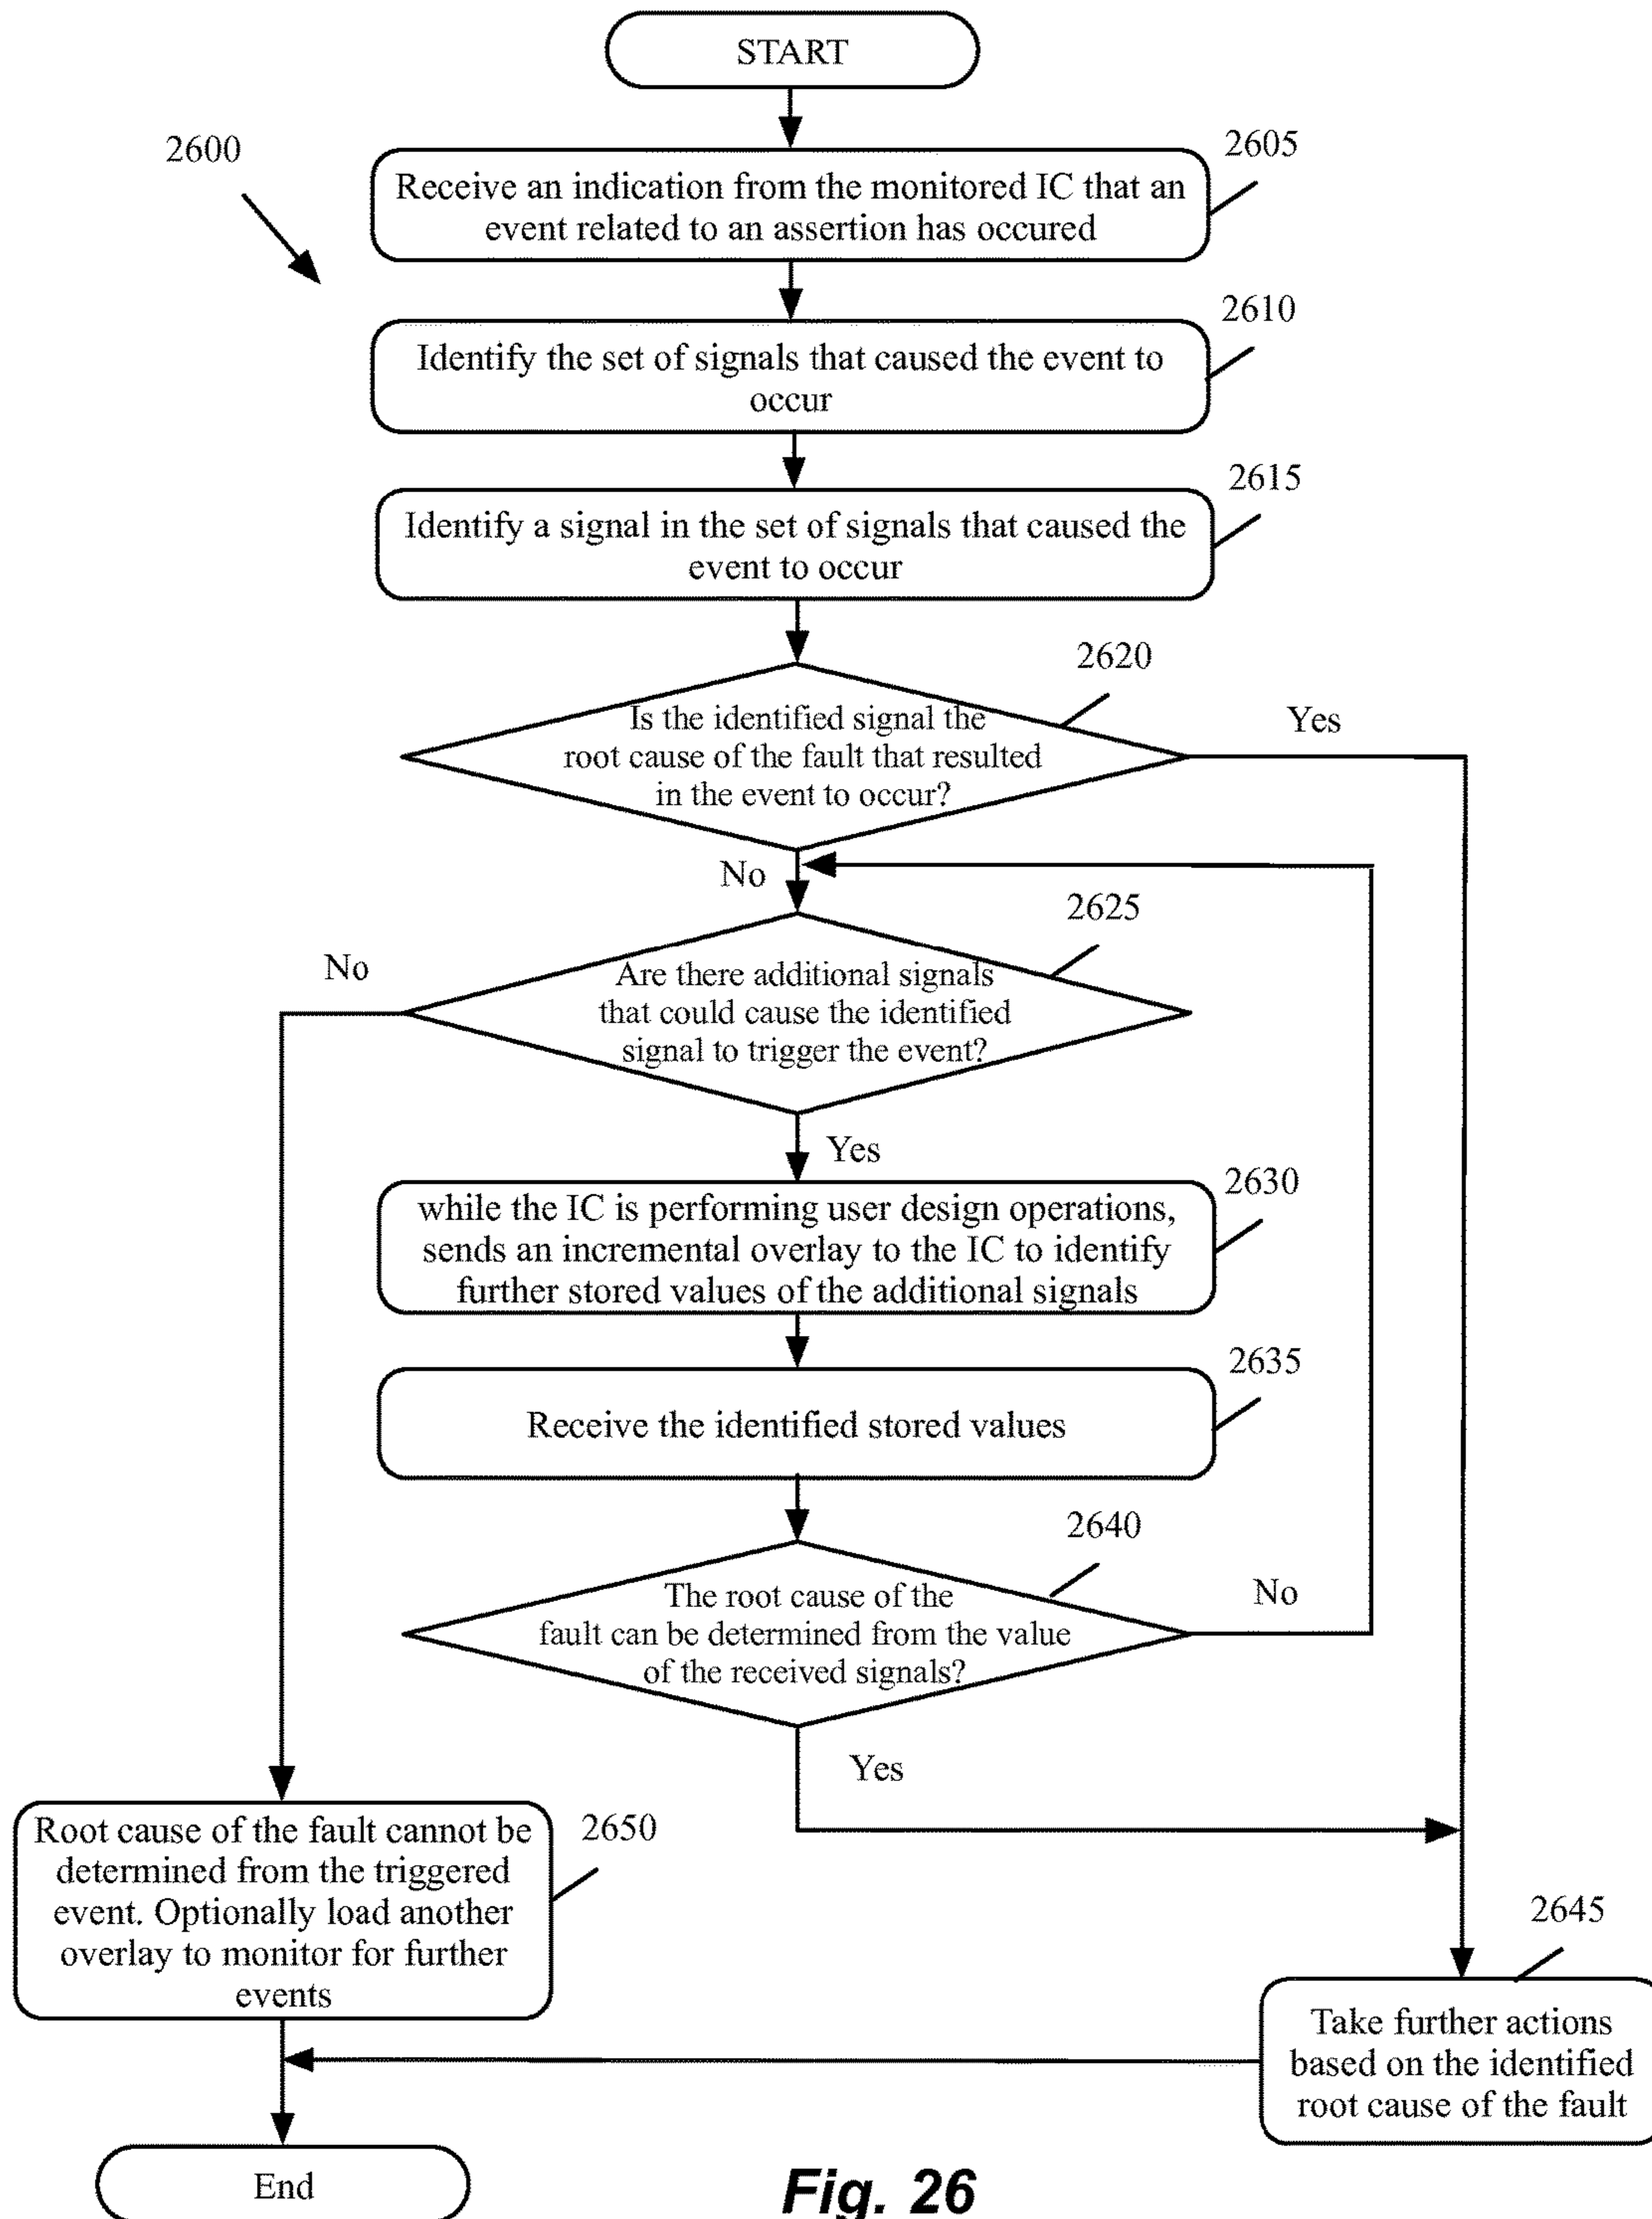 START
2600
2605
Receive an indication from the monitored IC that an
event related to an assertion has occured
2610
Identify the set of signals that caused the event to
occur
2615
Identify a signal in the set of signals that caused the
event to occur
2620
Is the identified signal the
root cause of the fault that resulted
in the event to occur?
Yes
No
2625
Are there additional signals
that could cause the identified
signal to trigger the event?
No
Yes
2630
while the IC is performing user design operations,
sends an incremental overlay to the IC to identify
further stored values of the additional signals
2635
Receive the identified stored values
2640
The root cause of the
fault can be determined from the value
of the received signals?
No
Yes
2650
Root cause of the fault cannot be
determined from the triggered
event. Optionally load another
overlay to monitor for further
events
2645
Take further actions
based on the identified
root cause of the fault
End
Fig. 26